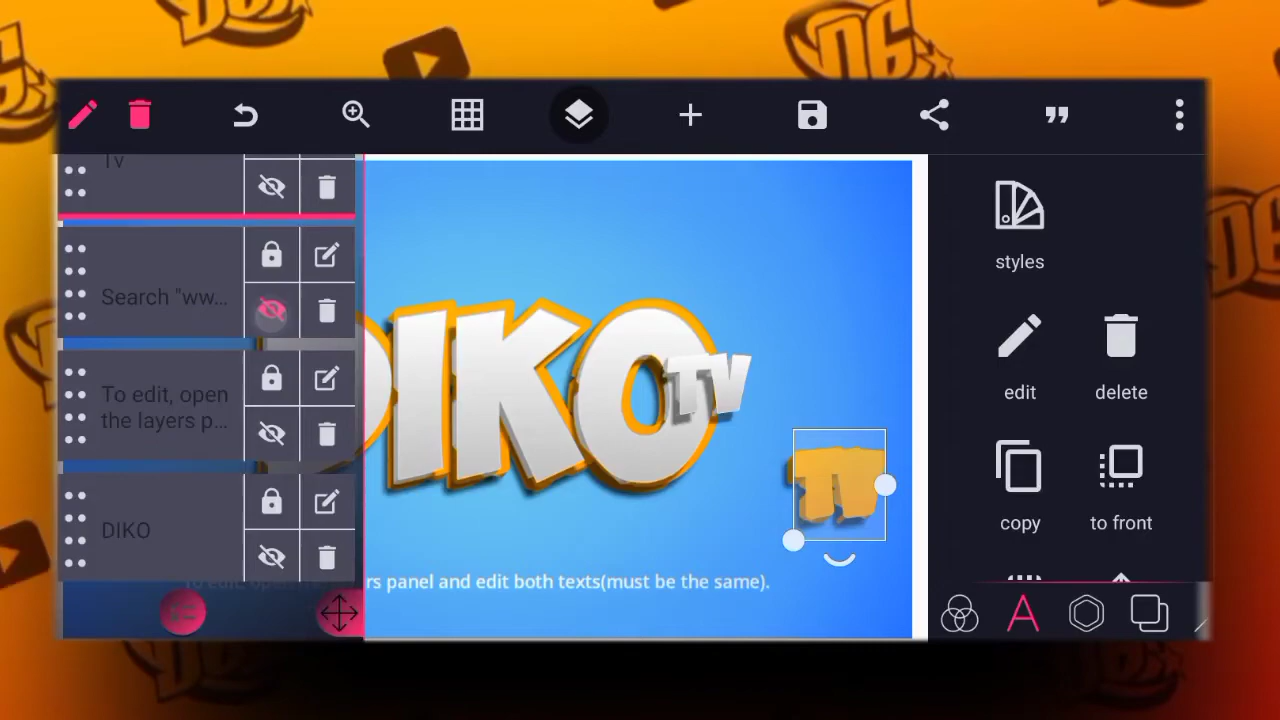 Tv
Search "ww...
To edit, open
the layers p...
DIKO
DIKO
TV
TV
rs panel and edit both texts(must be the same).
styles
edit
delete
copy
to front
A